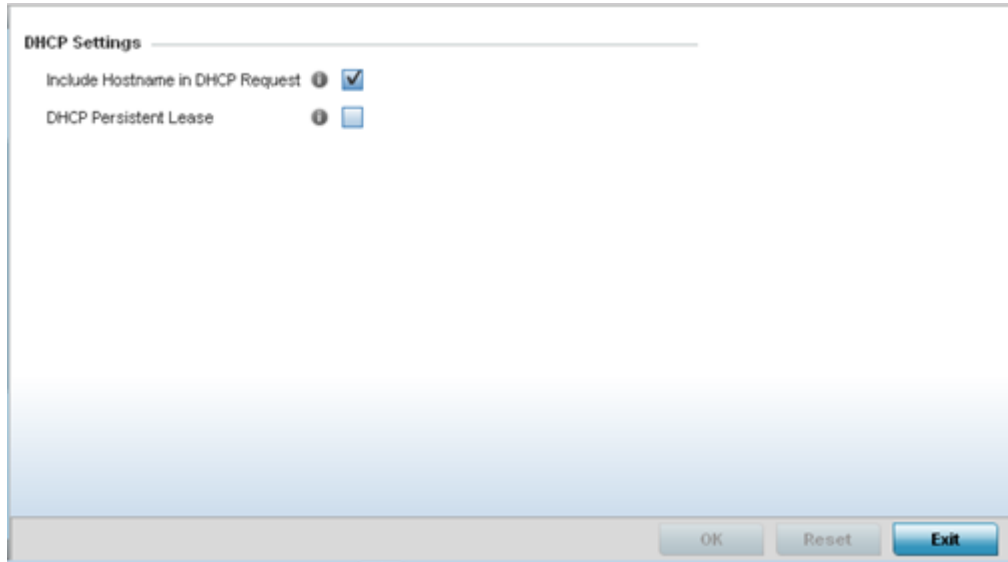 DHCP Settings
Include Hostname in DHCP Request
DHCP Persistent Lease
OK Reset Exit